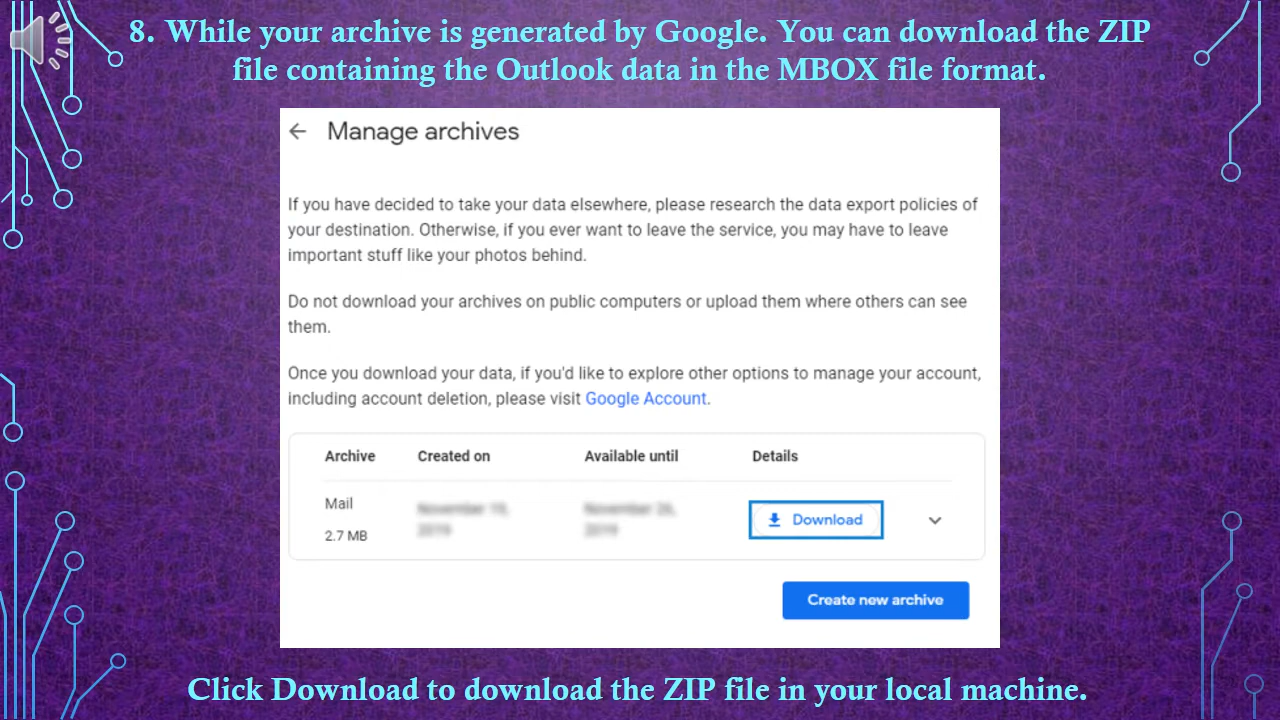 8. While your archive is generated by Google. You can download the ZIP
file containing the Outlook data in the MBOX file format.
Manage archives
If you have decided to take your data elsewhere, please research the data export policies of
your destination. Otherwise, if you ever want to leave the service, you may have to leave
important stuff like your photos behind.
Do not download your archives on public computers or upload them where others can see
them.
Once you download your data, if you'd like to explore other options to manage your account,
including account deletion, please visit Google Account.
Archive Created on Available until Details
Mail
2.7 MB
Download
Create new archive
Click Download to download the ZIP file in your local machine.